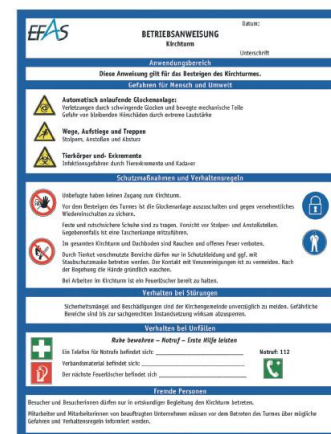 EFAS
Datum:
BETRIEBSANWEISUNG
Kirchturm
Unterschrift
Anwendungsbereich
Diese Anweisung gilt für das Besteigen des Kirchturmes.
Gefahren für Mensch und Umwelt
Automatisch anlaufende Glockenanlage:
Verletzungen durch schwingende Glocken und bewegte mechanische Teile
Gefahr von bleibenden Hörschäden durch extreme Lautstärke
Wege, Aufstiege und Treppen
Stolpern, Anstoßen und Absturz
Tierkörper und- Exkremente
Infektionsgefahren durch Tierexkremente und Kadaver
Schutzmaßnahmen und Verhaltensregeln
Unbefugte haben keinen Zugang zum Kirchturm.
Vor dem Besteigen des Turmes ist die Glockenanlage auszuschalten und gegen versehentliches
Wiedereinschalten zu sichern.
Feste und rutschsichere Schuhe sind zu tragen. Vorsicht vor Stolper- und Anstoßstellen.
Gegebenenfalls ist eine Taschenlampe mitzuführen.
Im gesamten Kirchturm und Dachboden sind Rauchen und offenes Feuer verboten.
Durch Tierkot verschmutzte Bereiche dürfen nur in Schutzkleidung und ggf. mit
Staubschutzmaske betreten werden. Der Kontakt mit Verunreinigungen ist zu vermeiden. Nach
der Begehung die Hände gründlich waschen.
Bei Arbeiten im Kirchturm ist ein Feuerlöscher bereit zu halten.
Verhalten bei Störungen
Sicherheitsmängel und Beschädigungen sind der Kirchengemeinde unverzüglich zu melden. Gefährliche
Bereiche sind bis zur sachgerechten Instandsetzung wirksam abzusperren.
Verhalten bei Unfällen
Ruhe bewahren – Notruf – Erste Hilfe leisten
Ein Telefon für Notrufe befindet sich:
Notruf: 112
Verbandsmaterial befindet sich:
Der nächste Feuerlöscher befindet sich
Fremde Personen
Besucher und Besucherinnen dürfen nur in ortskundiger Begleitung den Kirchturm betreten.
Mitarbeiter und Mitarbeiterinnen von beauftragten Unternehmen müssen vor dem Betreten des Turmes über mögliche
Gefahren und Verhaltensregeln informiert werden.